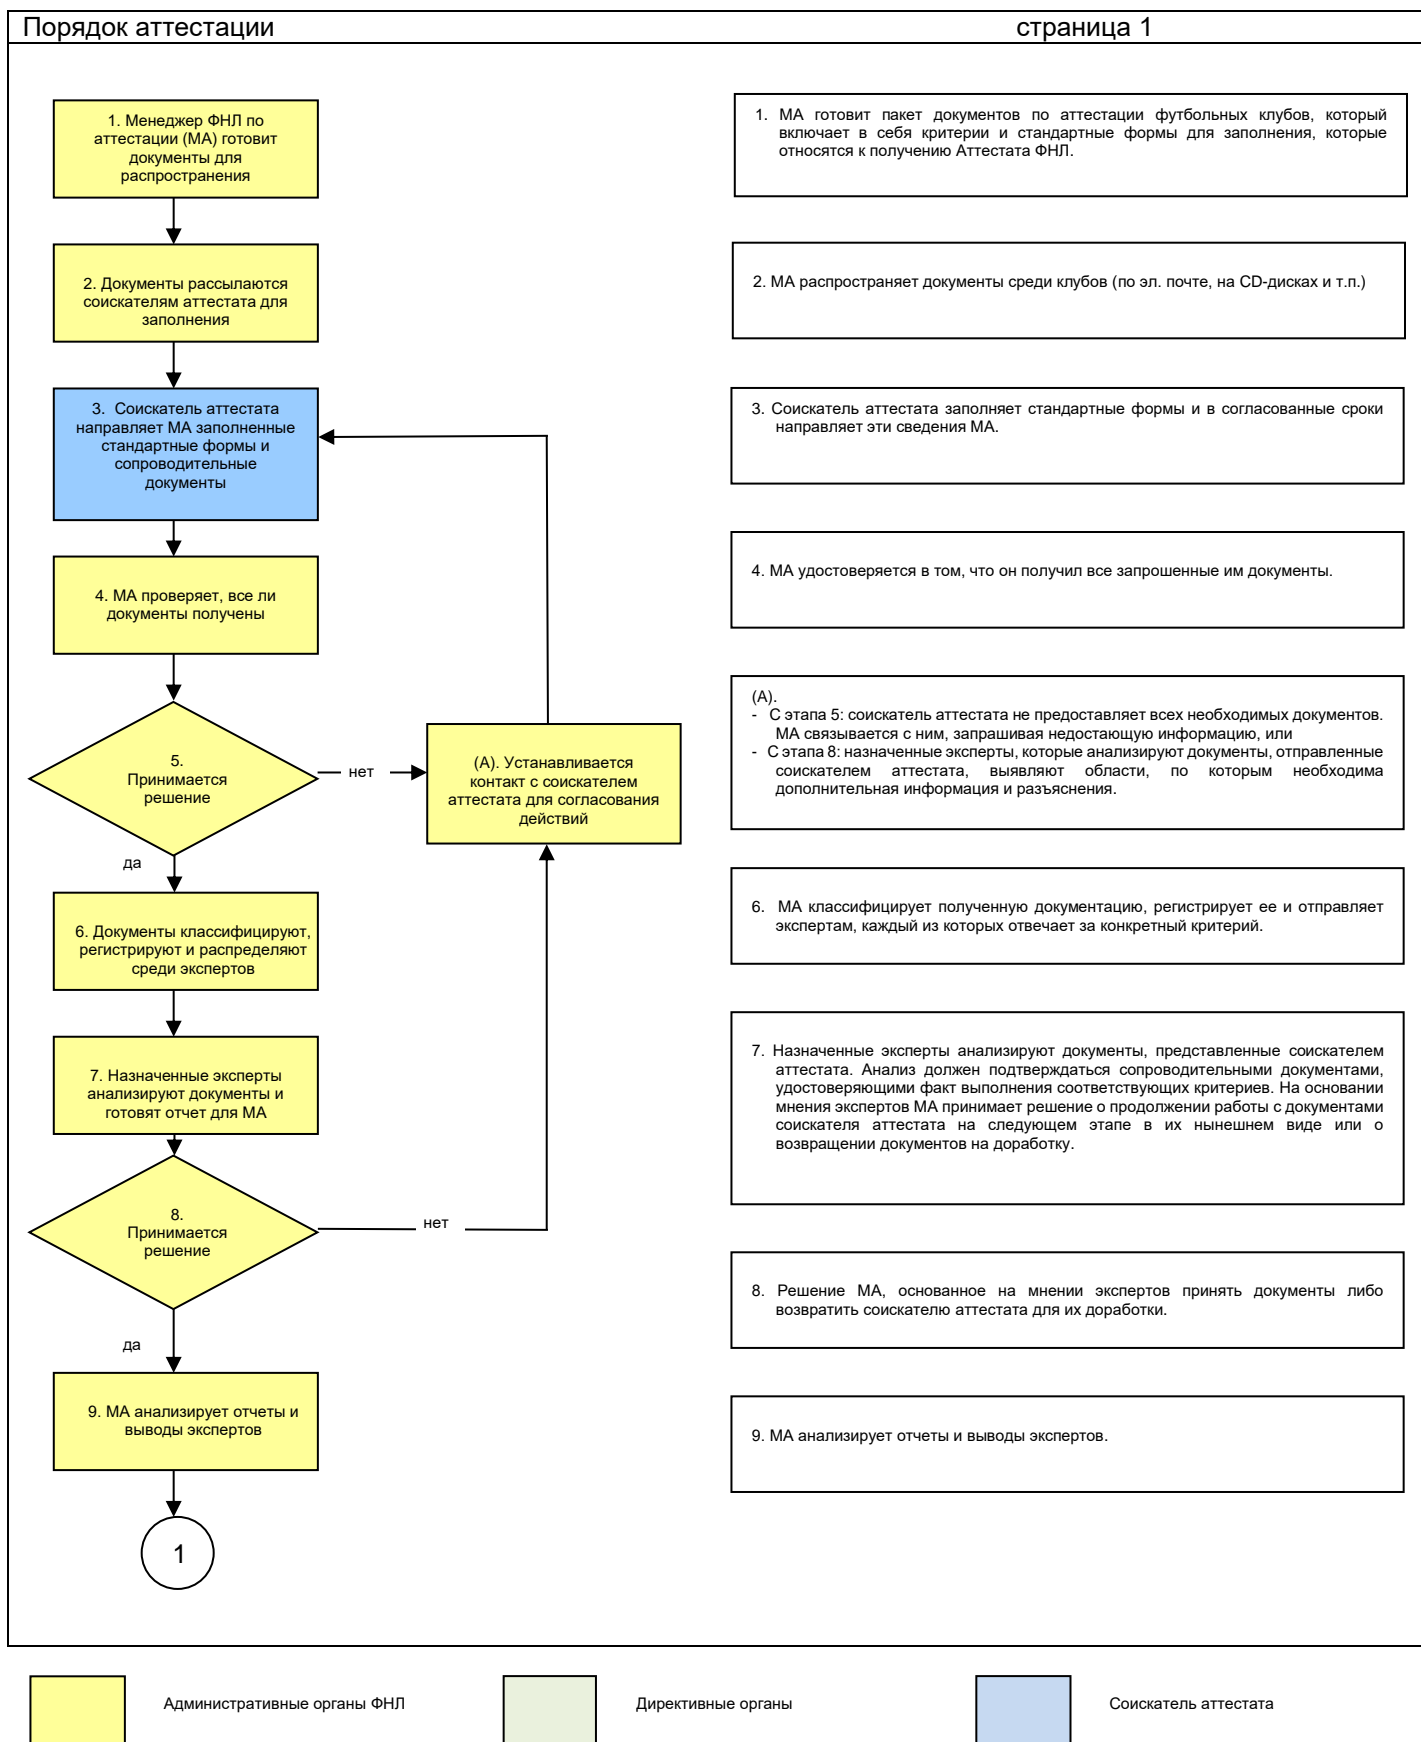 Порядок аттестации страница 1
1. Менеджер ФНЛ по
аттестации (МА) готовит
документы для
распространения
1. МА готовит пакет документов по аттестации футбольных клубов, который
включает в себя критерии и стандартные формы для заполнения, которые
относятся к получению Аттестата ФНЛ.
2. Документы рассылаются
соискателям аттестата для
заполнения
2. МА распространяет документы среди клубов (по эл. почте, на CD-дисках и т.п.)
3. Соискатель аттестата
направляет МА заполненные
стандартные формы и
сопроводительные
документы
3. Соискатель аттестата заполняет стандартные формы и в согласованные сроки
направляет эти сведения МА.
4. МА проверяет, все ли
документы получены
4. МА удостоверяется в том, что он получил все запрошенные им документы.
5.
Принимается
решение
нет
(А). Устанавливается
контакт с соискателем
аттестата для согласования
действий
(А).
- С этапа 5: соискатель аттестата не предоставляет всех необходимых документов.
МА связывается с ним, запрашивая недостающую информацию, или
- С этапа 8: назначенные эксперты, которые анализируют документы, отправленные
соискателем аттестата, выявляют области, по которым необходима
дополнительная информация и разъяснения.
да
6. Документы классифицируют,
регистрируют и распределяют
среди экспертов
6. МА классифицирует полученную документацию, регистрирует ее и отправляет
экспертам, каждый из которых отвечает за конкретный критерий.
7. Назначенные эксперты
анализируют документы и
готовят отчет для МА
7. Назначенные эксперты анализируют документы, представленные соискателем
аттестата. Анализ должен подтверждаться сопроводительными документами,
удостоверяющими факт выполнения соответствующих критериев. На основании
мнения экспертов МА принимает решение о продолжении работы с документами
соискателя аттестата на следующем этапе в их нынешнем виде или о
возвращении документов на доработку.
8.
Принимается
решение
нет
8. Решение МА, основанное на мнении экспертов принять документы либо
возвратить соискателю аттестата для их доработки.
да
9. МА анализирует отчеты и
выводы экспертов
9. МА анализирует отчеты и выводы экспертов.
1
Административные органы ФНЛ
Директивные органы
Соискатель аттестата